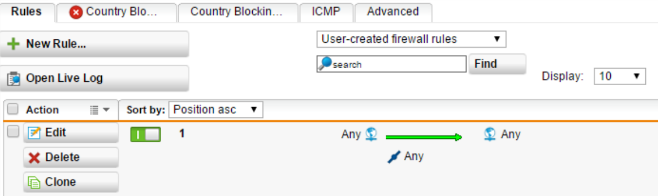 Rules Country Blo... Country Blockin... ICMP Advanced
New Rule... User-created firewall rules
search Find
Open Live Log Display: 10
Action Sort by: Position asc
Edit 1 Any Any
Delete Any
Clone